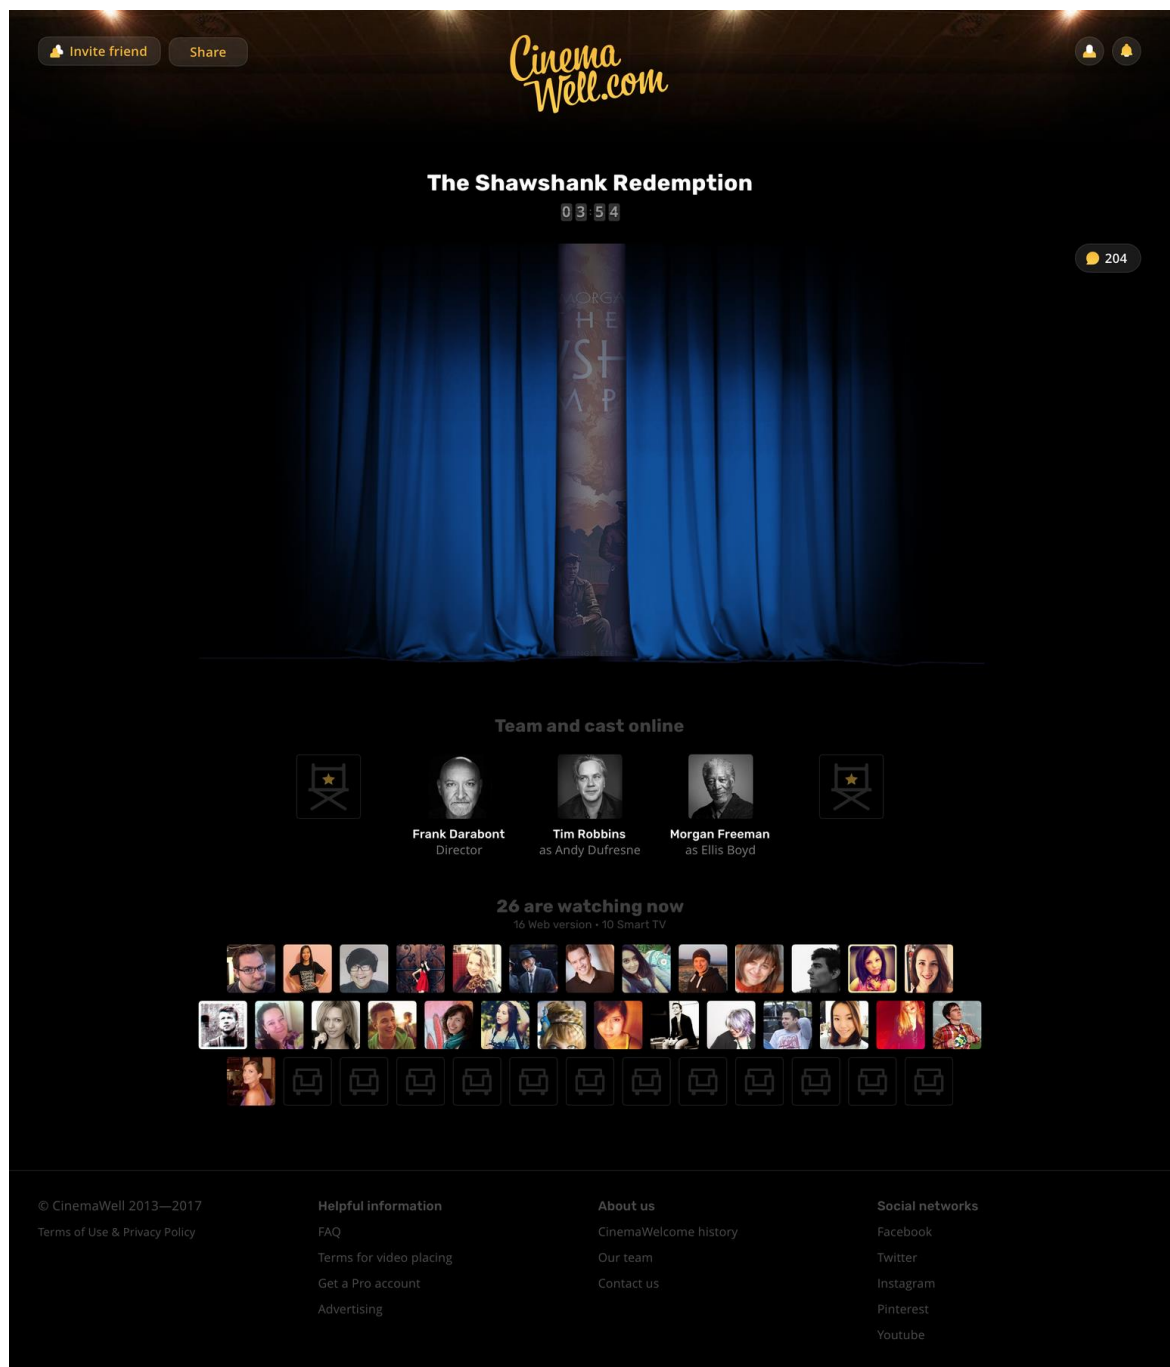 Invite friend
Share
Cinema
Well.com
The Shawshank Redemption
03:54
204
MORGA
HE
SH
A P
Team and cast online
Frank Darabont
Director
Tim Robbins
as Andy Dufresne
Morgan Freeman
as Ellis Boyd
26 are watching now
16 Web version • 10 Smart TV
© CinemaWell 2013—2017
Terms of Use & Privacy Policy
Helpful information
FAQ
Terms for video placing
Get a Pro account
Advertising
About us
CinemaWelcome history
Our team
Contact us
Social networks
Facebook
Twitter
Instagram
Pinterest
Youtube